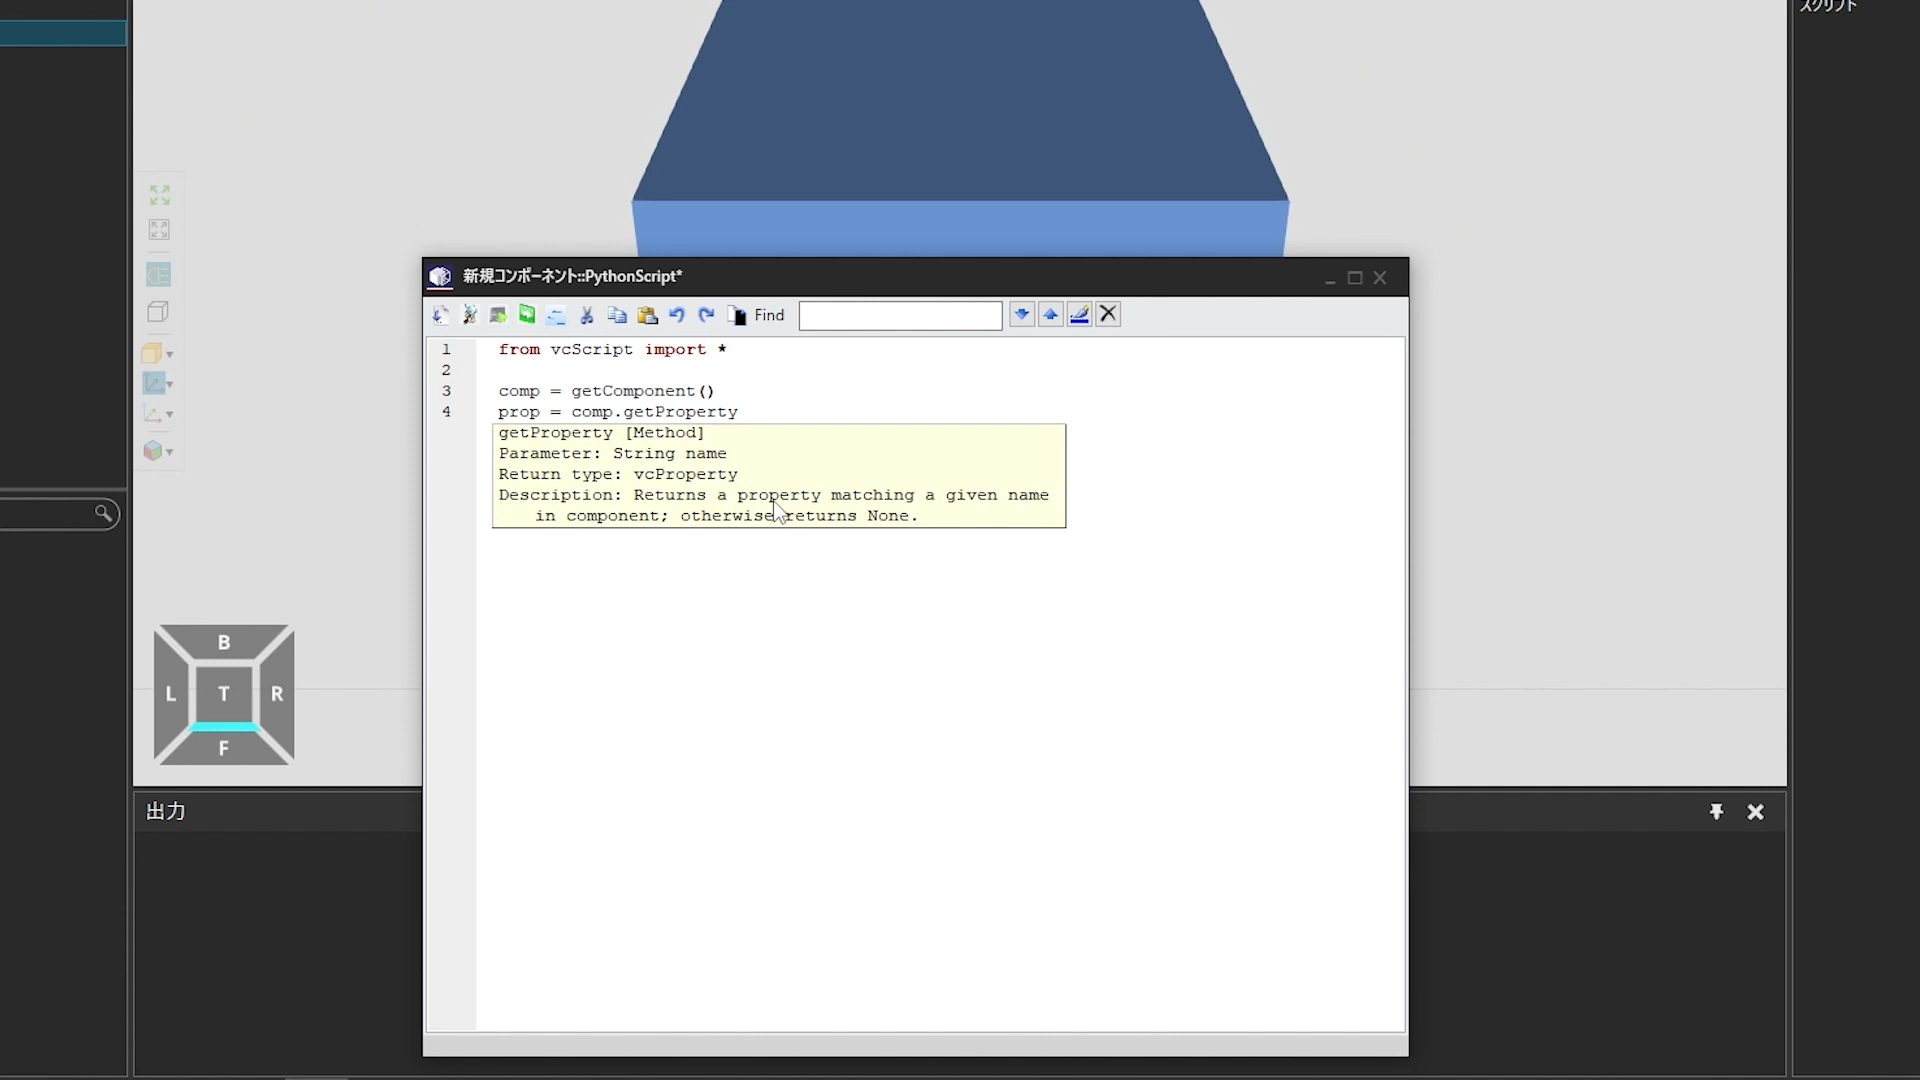 スクリプト
新規コンポーネント::PythonScript*
Find
1 from vcScript import *
2
3 comp = getComponent()
4 prop = comp.getProperty
getProperty [Method]
Parameter: String name
Return type: vcProperty
Description: Returns a property matching a given name
in component; otherwise returns None.
B
L T R
F
出力